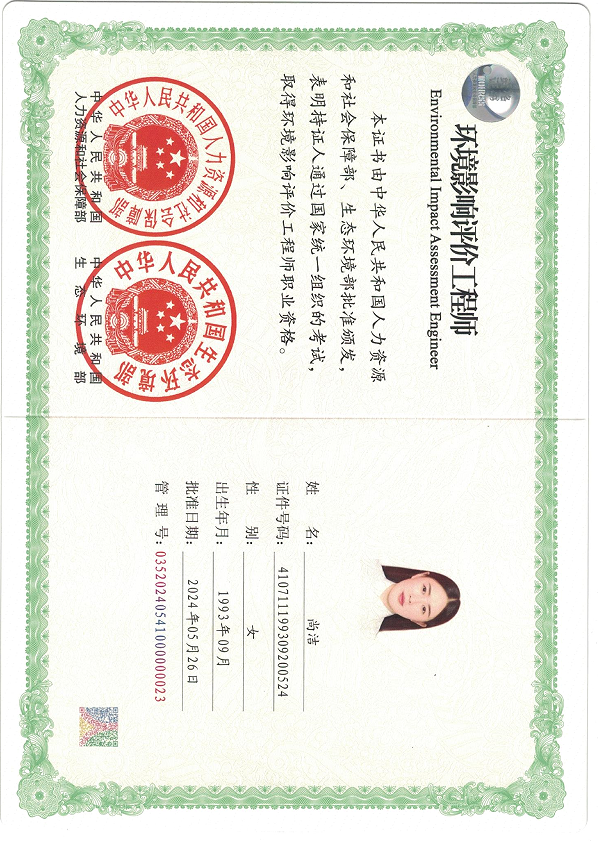 环境影响评价工程师
Environmental Impact Assessment Engineer
本证书由中华人民共和国人力资源
和社会保障部、生态环境部批准颁发,
表明持证人通过国家统一组织的考试,
取得环境影响评价工程师职业资格。
中华人民共和国人力资源和社会保障部
中华人民共和国生态环境部
中华人民共和国
人力资源和社会保障部
中华人民共和国
生态环境部
姓 名: 尚洁
证件号码: 410711199309200524
性 别: 女
出生年月: 1993年09月
批准日期: 2024年05月26日
管 理 号: 03520240541000000023